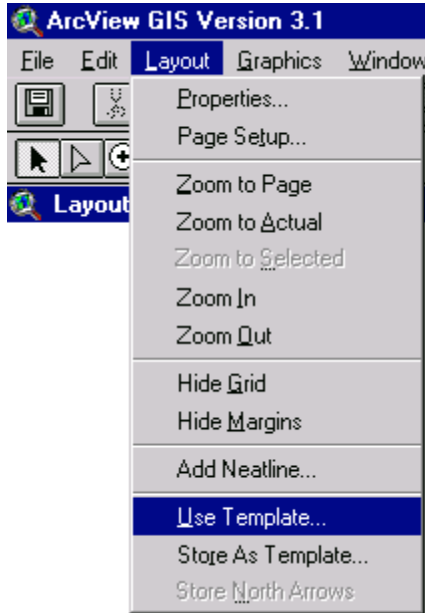 ArcView GIS Version 3.1
File Edit Layout Graphics Window
Properties...
Page Setup...
Layout
Zoom to Page
Zoom to Actual
Zoom to Selected
Zoom In
Zoom Out
Hide Grid
Hide Margins
Add Neatline...
Use Template...
Store As Template...
Store North Arrows